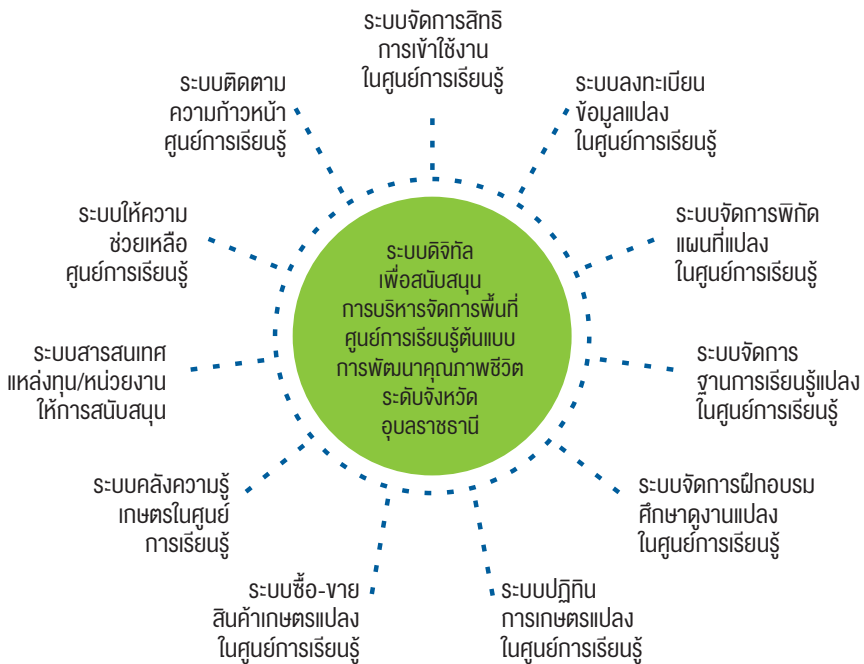 ระบบจัดการสิทธิ
การเข้าใช้งาน
ในศูนย์การเรียนรู้
ระบบลงทะเบียน
ข้อมูลแปลง
ในศูนย์การเรียนรู้
ระบบจัดการพิกัด
แผนที่แปลง
ในศูนย์การเรียนรู้
ระบบจัดการ
ฐานการเรียนรู้แปลง
ในศูนย์การเรียนรู้
ระบบจัดการฝึกอบรม
ศึกษาดูงานแปลง
ในศูนย์การเรียนรู้
ระบบปฏิทิน
การเกษตรแปลง
ในศูนย์การเรียนรู้
ระบบซื้อ-ขาย
สินค้าเกษตรแปลง
ในศูนย์การเรียนรู้
ระบบคลังความรู้
เกษตรในศูนย์
การเรียนรู้
ระบบสารสนเทศ
แหล่งทุน/หน่วยงาน
ให้การสนับสนุน
ระบบให้ความ
ช่วยเหลือ
ศูนย์การเรียนรู้
ระบบติดตาม
ความก้าวหน้า
ศูนย์การเรียนรู้
ระบบดิจิทัล
เพื่อสนับสนุน
การบริหารจัดการพื้นที่
ศูนย์การเรียนรู้ต้นแบบ
การพัฒนาคุณภาพชีวิต
ระดับจังหวัด
อุบลราชธานี